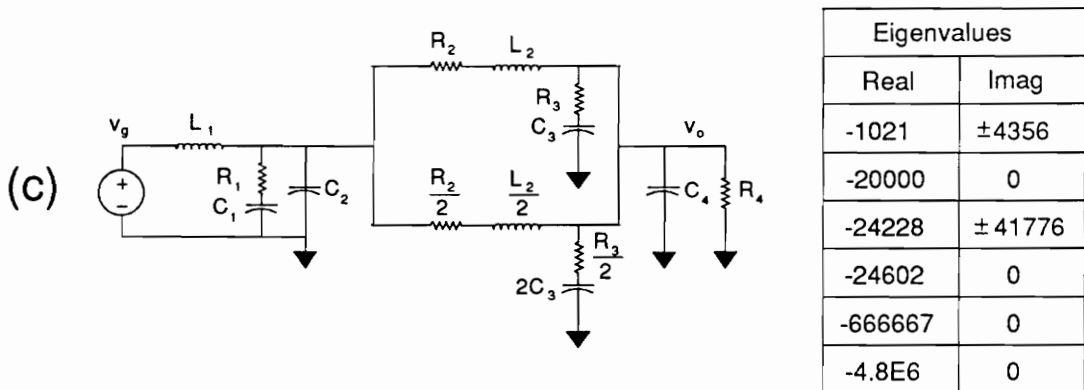 (C)
v_g
L_1
R_1
C_1
C_2
R_2
L_2
R_3
C_3
R_2/2
L_2/2
R_3/2
2C_3
v_o
C_4
R_4
Eigenvalues
Real Imag
-1021 ±4356
-20000 0
-24228 ±41776
-24602 0
-666667 0
-4.8E6 0